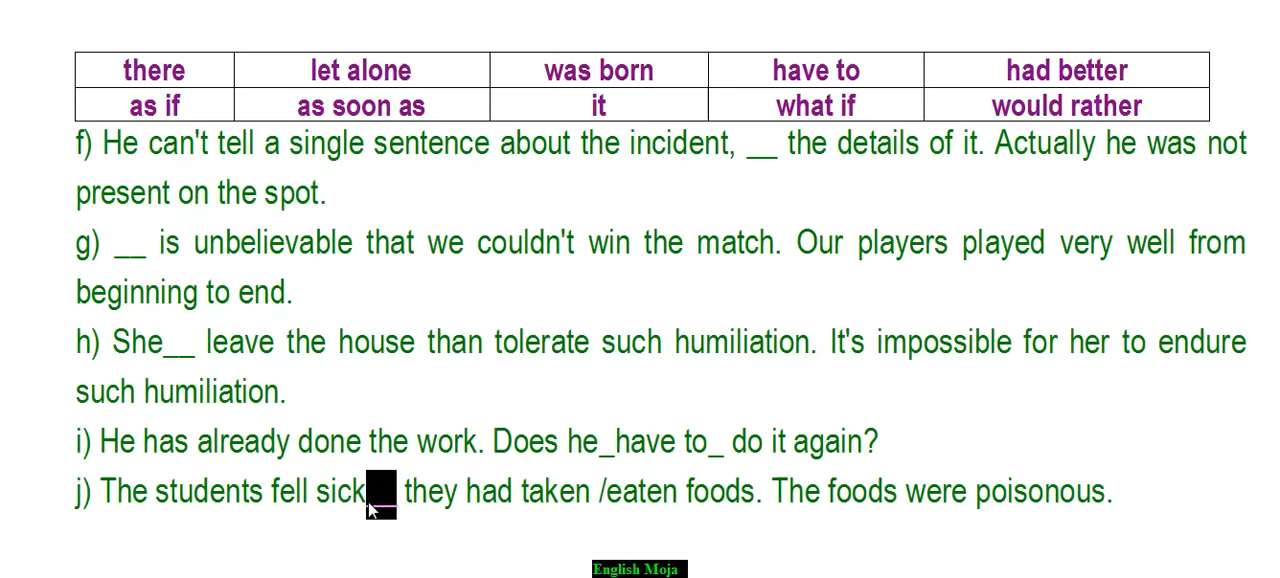 there let alone was born have to had better
as if as soon as it what if would rather
f) He can't tell a single sentence about the incident, __ the details of it. Actually he was not
present on the spot.
g) __ is unbelievable that we couldn't win the match. Our players played very well from
beginning to end.
h) She__ leave the house than tolerate such humiliation. It's impossible for her to endure
such humiliation.
i) He has already done the work. Does he_have to_ do it again?
j) The students fell sick__ they had taken /eaten foods. The foods were poisonous.
English Moja